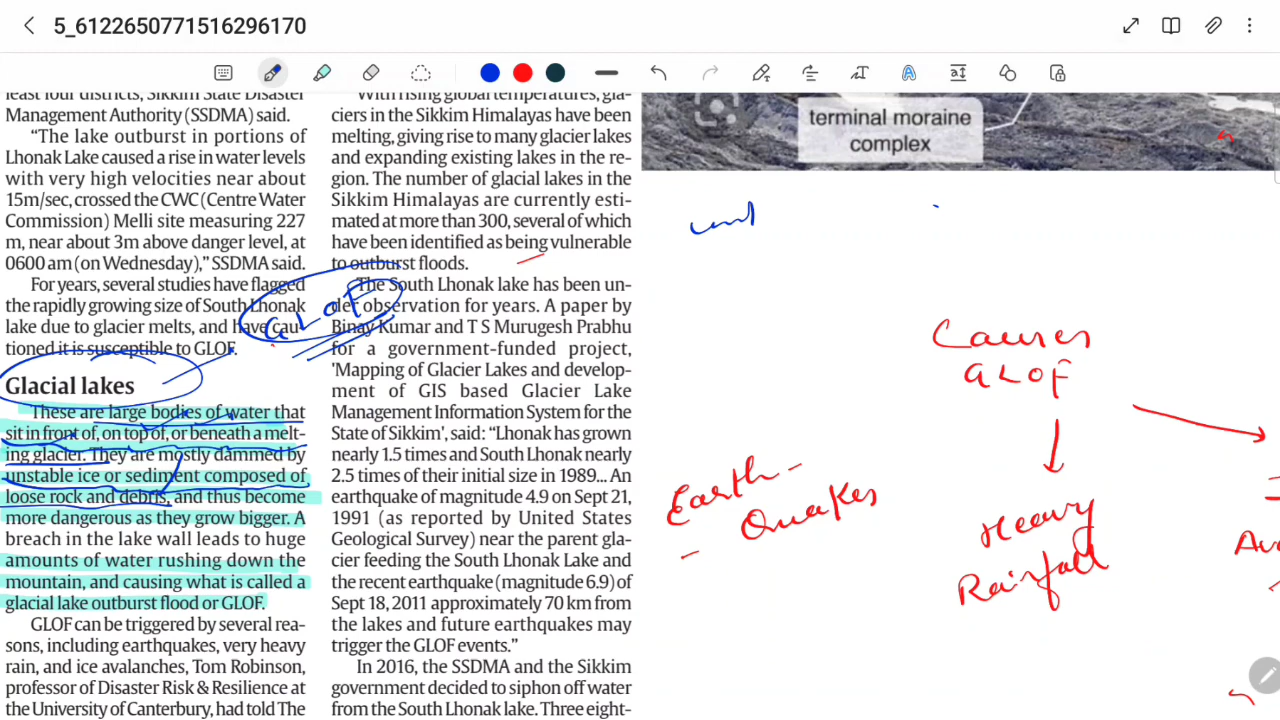 5_6122650771516296170
least four districts, Sikkim State Disaster
Management Authority (SSDMA) said.
“The lake outburst in portions of
Lhonak Lake caused a rise in water levels
with very high velocities near about
15m/sec, crossed the CWC (Centre Water
Commission) Melli site measuring 227
m, near about 3m above danger level, at
0600 am (on Wednesday),” SSDMA said.
For years, several studies have flagged
the rapidly growing size of South Lhonak
lake due to glacier melts, and have cau-
tioned it is susceptible to GLOF.
GLOF
Glacial lakes
These are large bodies of water that
sit in front of, on top of, or beneath a melt-
ing glacier. They are mostly dammed by
unstable ice or sediment composed of
loose rock and debris, and thus become
more dangerous as they grow bigger. A
breach in the lake wall leads to huge
amounts of water rushing down the
mountain, and causing what is called a
glacial lake outburst flood or GLOF.
GLOF can be triggered by several rea-
sons, including earthquakes, very heavy
rain, and ice avalanches, Tom Robinson,
professor of Disaster Risk & Resilience at
the University of Canterbury, had told The
With rising global temperatures, gla-
ciers in the Sikkim Himalayas have been
melting, giving rise to many glacier lakes
and expanding existing lakes in the re-
gion. The number of glacial lakes in the
Sikkim Himalayas are currently esti-
mated at more than 300, several of which
have been identified as being vulnerable
to outburst floods.
The South Lhonak lake has been un-
der observation for years. A paper by
Binay Kumar and T S Murugesh Prabhu
for a government-funded project,
'Mapping of Glacier Lakes and develop-
ment of GIS based Glacier Lake
Management Information System for the
State of Sikkim', said: “Lhonak has grown
nearly 1.5 times and South Lhonak nearly
2.5 times of their initial size in 1989... An
earthquake of magnitude 4.9 on Sept 21,
1991 (as reported by United States
Geological Survey) near the parent gla-
cier feeding the South Lhonak Lake and
the recent earthquake (magnitude 6.9) of
Sept 18, 2011 approximately 70 km from
the lakes and future earthquakes may
trigger the GLOF events.”
In 2016, the SSDMA and the Sikkim
government decided to siphon off water
from the South Lhonak lake. Three eight-
terminal moraine
complex
Causes
GLOF
Earth-
Quakes
Heavy
Rainfall